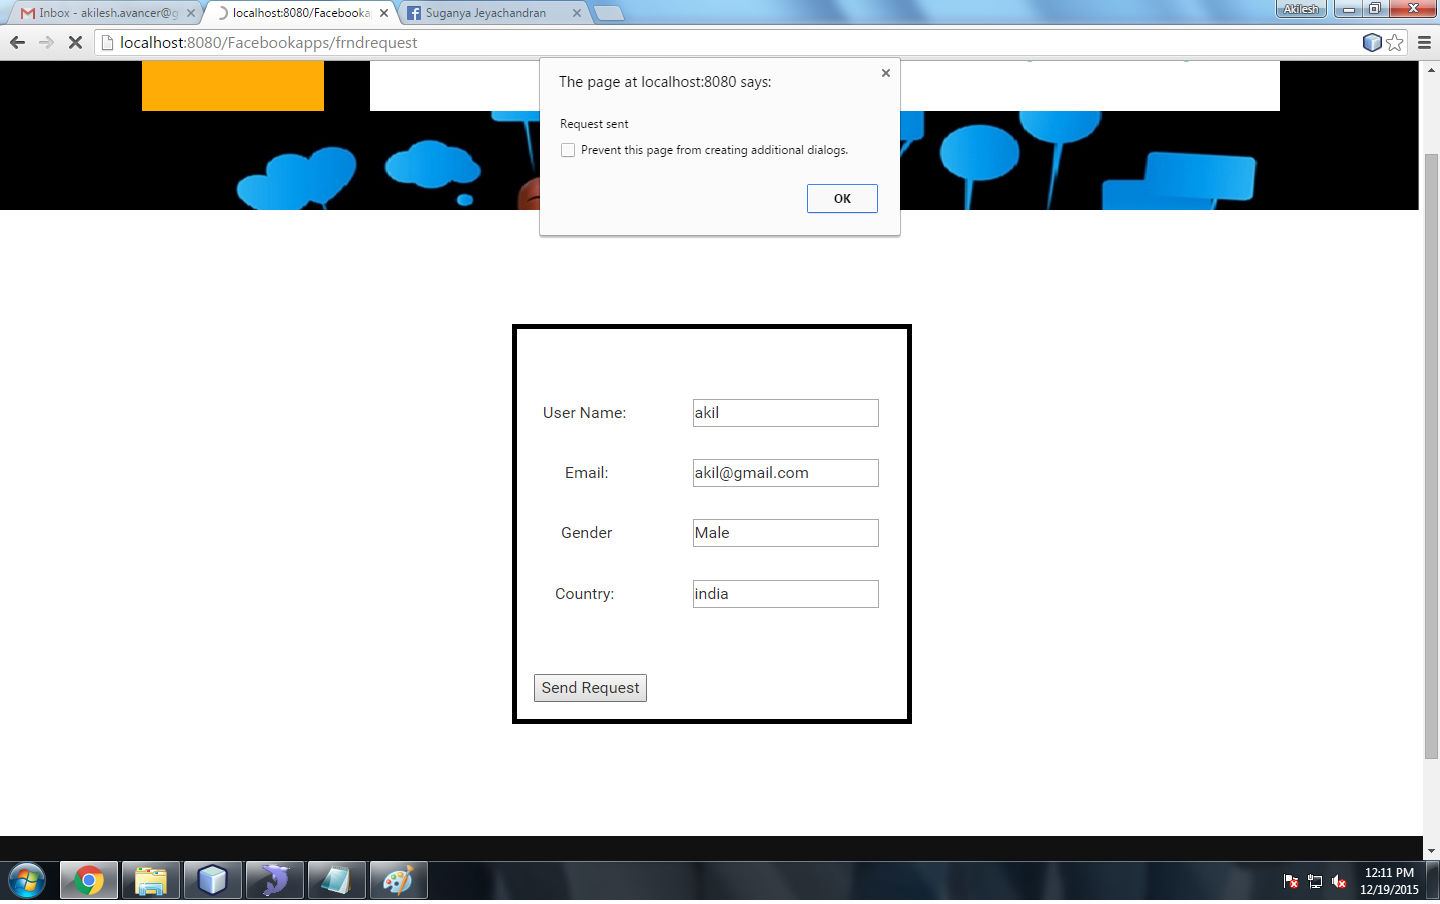 Inbox - akilesh.avancer@g
localhost:8080/Facebooka
Suganya Jeyachandran
Akilesh
localhost:8080/Facebookapps/frndrequest
The page at localhost:8080 says:
Request sent
Prevent this page from creating additional dialogs.
OK
User Name:
akil
Email:
akil@gmail.com
Gender
Male
Country:
india
Send Request
12:11 PM
12/19/2015